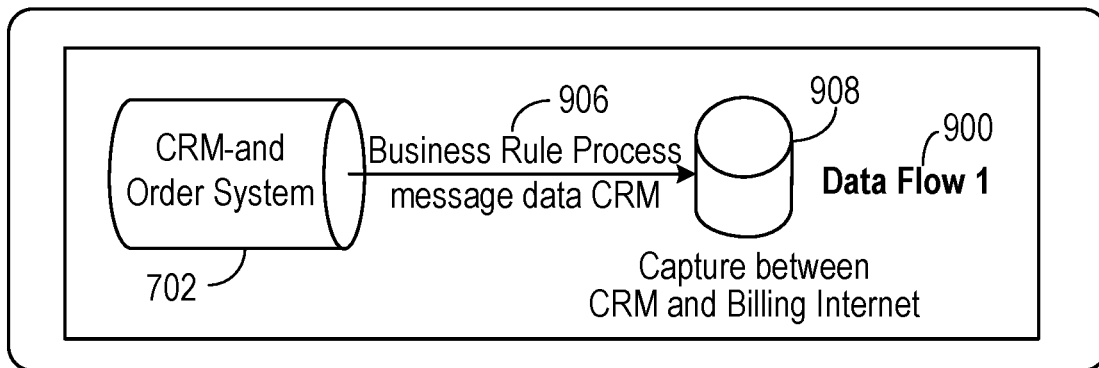 CRM-and
Order System
702
906
Business Rule Process
message data CRM
908
Capture between
CRM and Billing Internet
900
Data Flow 1